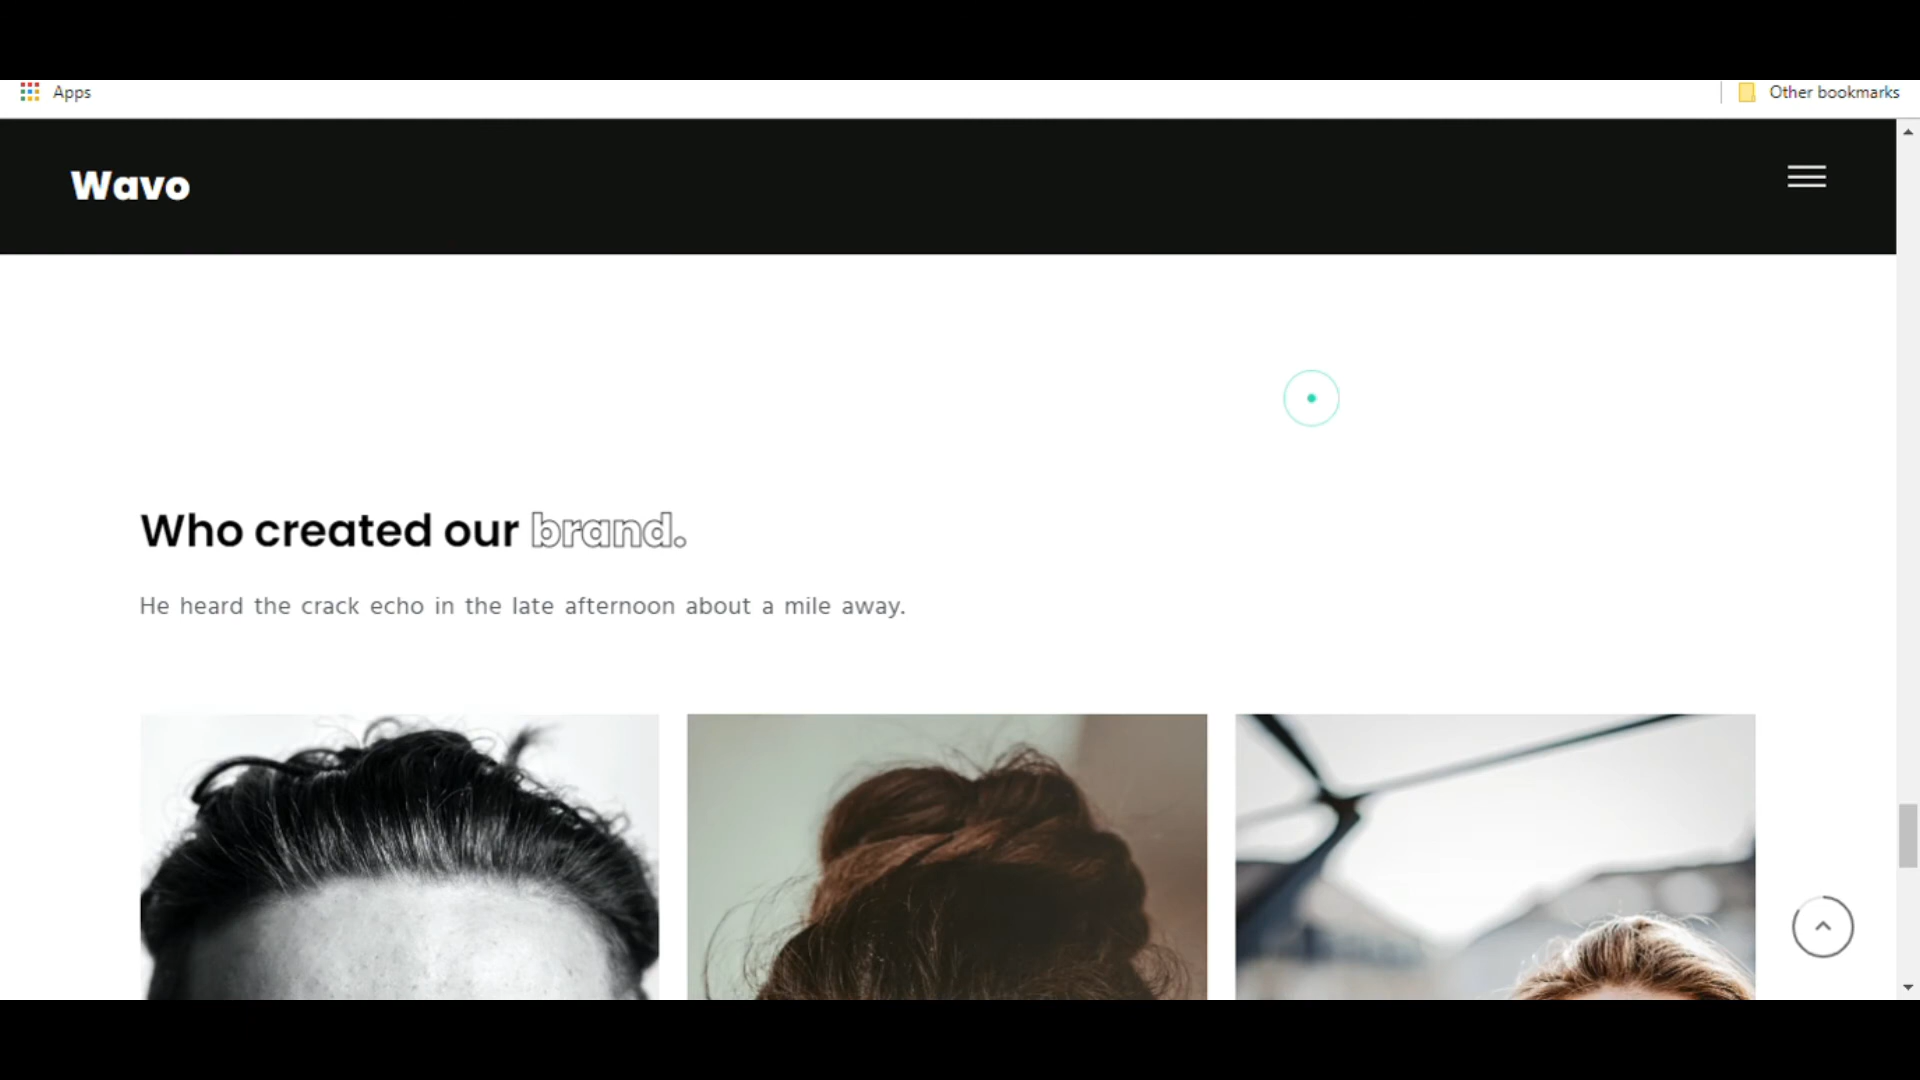 Apps
Other bookmarks
Wavo
Who created our brand.
He heard the crack echo in the late afternoon about a mile away.